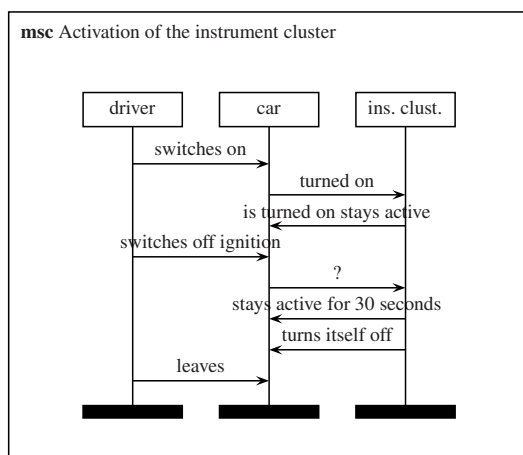 msc Activation of the instrument cluster
driver car ins. clust.
switches on
turned on
is turned on stays active
switches off ignition
?
stays active for 30 seconds
turns itself off
leaves